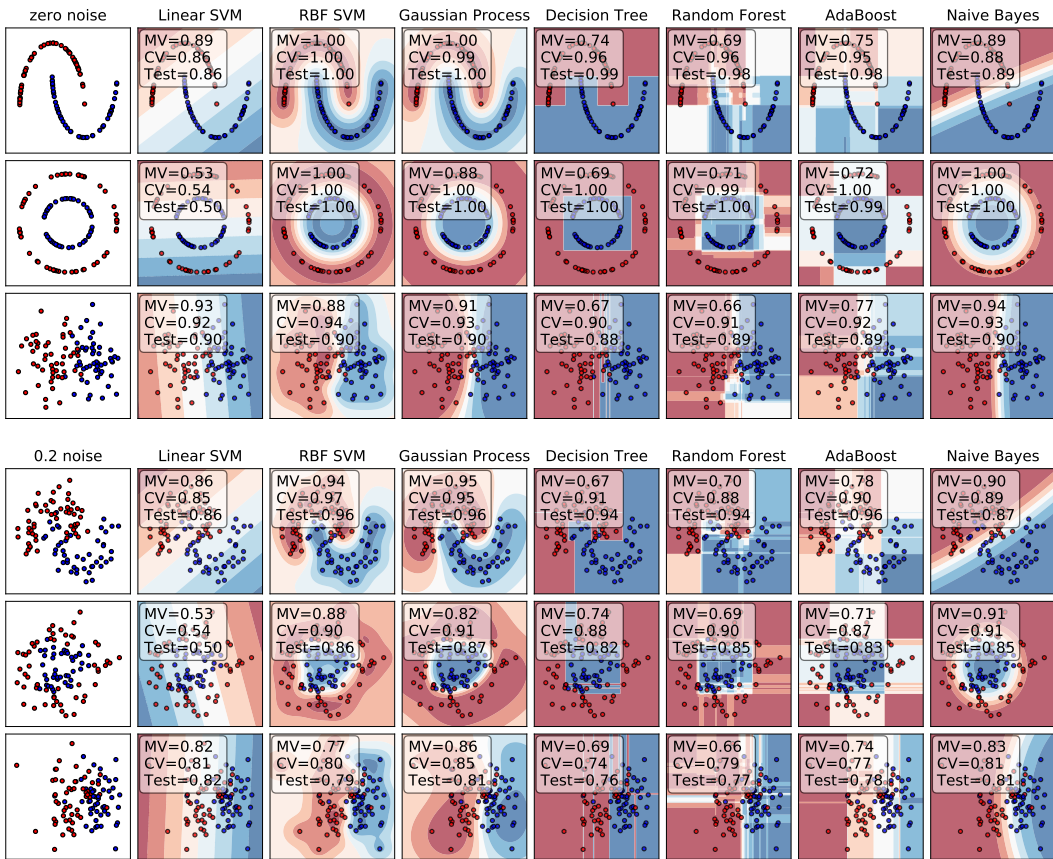 zero noise Linear SVM RBF SVM Gaussian Process Decision Tree Random Forest AdaBoost Naive Bayes
MV=0.89 MV=1.00 MV=1.00 MV=0.74 MV=0.69 MV=0.75 MV=0.89
CV=0.86 CV=1.00 CV=0.99 CV=0.96 CV=0.96 CV=0.95 CV=0.88
Test=0.86 Test=1.00 Test=1.00 Test=0.99 Test=0.98 Test=0.98 Test=0.89
MV=0.53 MV=1.00 MV=0.88 MV=0.69 MV=0.71 MV=0.72 MV=1.00
CV=0.54 CV=1.00 CV=1.00 CV=1.00 CV=0.99 CV=1.00 CV=1.00
Test=0.50 Test=1.00 Test=1.00 Test=1.00 Test=1.00 Test=0.99 Test=1.00
MV=0.93 MV=0.88 MV=0.91 MV=0.67 MV=0.66 MV=0.77 MV=0.94
CV=0.92 CV=0.94 CV=0.93 CV=0.90 CV=0.91 CV=0.92 CV=0.93
Test=0.90 Test=0.90 Test=0.90 Test=0.88 Test=0.89 Test=0.89 Test=0.90
0.2 noise Linear SVM RBF SVM Gaussian Process Decision Tree Random Forest AdaBoost Naive Bayes
MV=0.86 MV=0.94 MV=0.95 MV=0.67 MV=0.70 MV=0.78 MV=0.90
CV=0.85 CV=0.97 CV=0.95 CV=0.91 CV=0.88 CV=0.90 CV=0.89
Test=0.86 Test=0.96 Test=0.96 Test=0.94 Test=0.94 Test=0.96 Test=0.87
MV=0.53 MV=0.88 MV=0.82 MV=0.74 MV=0.69 MV=0.71 MV=0.91
CV=0.54 CV=0.90 CV=0.91 CV=0.88 CV=0.90 CV=0.87 CV=0.91
Test=0.50 Test=0.86 Test=0.87 Test=0.82 Test=0.85 Test=0.83 Test=0.85
MV=0.82 MV=0.77 MV=0.86 MV=0.69 MV=0.66 MV=0.74 MV=0.83
CV=0.81 CV=0.80 CV=0.85 CV=0.74 CV=0.79 CV=0.77 CV=0.81
Test=0.82 Test=0.79 Test=0.81 Test=0.76 Test=0.77 Test=0.78 Test=0.81